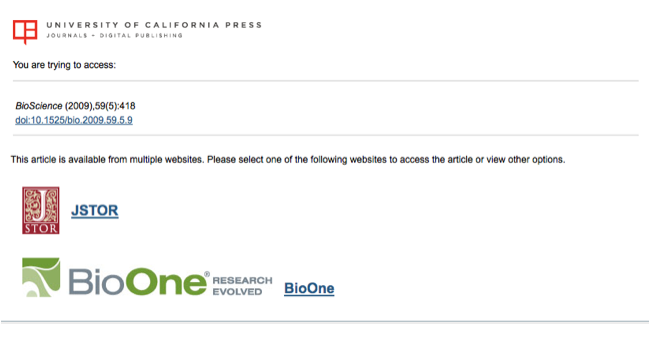 UNIVERSITY OF CALIFORNIA PRESS
JOURNALS + DIGITAL PUBLISHING
You are trying to access:
BioScience (2009),59(5):418
doi:10.1525/bio.2009.59.5.9
This article is available from multiple websites. Please select one of the following websites to access the article or view other options.
J
STOR
JSTOR
BioOne® RESEARCH
EVOLVED
BioOne